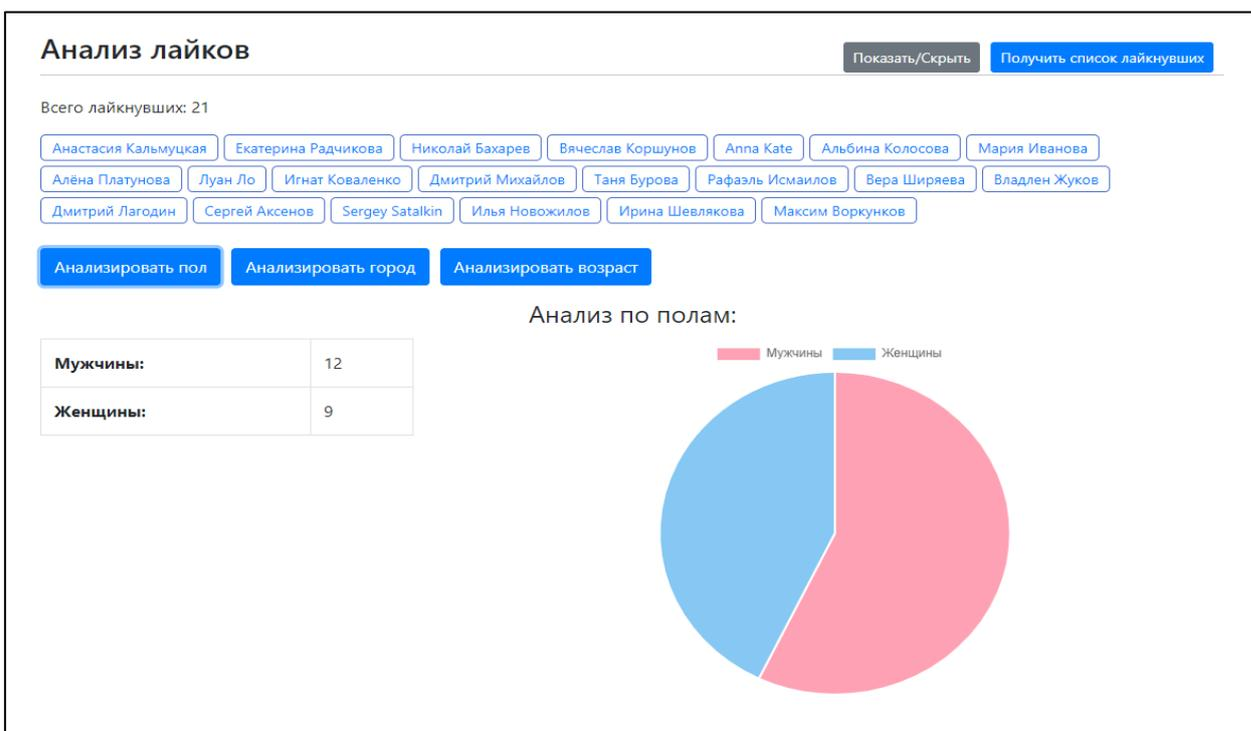 Анализ лайков
Показать/Скрыть Получить список лайкнувших
Всего лайкнувших: 21
Анастасия Кальмуцкая Екатерина Радчикова Николай Бахарев Вячеслав Коршунов Anna Kate Альбина Колосова Мария Иванова
Алёна Платунова Луан Ло Игнат Коваленко Дмитрий Михайлов Таня Бурова Рафаэль Исмаилов Вера Ширяева Владлен Жуков
Дмитрий Лагодин Сергей Аксенов Sergey Satalkin Илья Новожилов Ирина Шевлякова Максим Воркунков
Анализировать пол Анализировать город Анализировать возраст
Анализ по полам:
Мужчины: 12
Женщины: 9
Мужчины Женщины